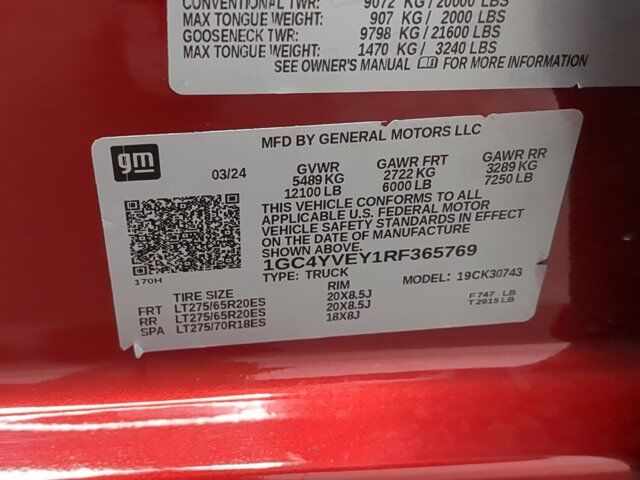 CONVENTIONAL TWR: 9072 KG/20000 LBS
MAX TONGUE WEIGHT: 907 KG/ 2000 LBS
GOOSENECK TWR: 9798 KG/21600 LBS
MAX TONGUE WEIGHT: 1470 KG/ 3240 LBS
SEE OWNER'S MANUAL FOR MORE INFORMATION
gm
MFD BY GENERAL MOTORS LLC
03/24 GVWR GAWR FRT GAWR RR
5489 KG 2722 KG 3289 KG
12100 LB 6000 LB 7250 LB
THIS VEHICLE CONFORMS TO ALL
APPLICABLE U.S. FEDERAL MOTOR
VEHICLE SAFETY STANDARDS IN EFFECT
ON THE DATE OF MANUFACTURE
SHOWN ABOVE.
1GC4YVEY1RF365769
170H TYPE: TRUCK MODEL: 19CK30743
TIRE SIZE RIM
FRT LT275/65R20ES 20X8.5J F 747 LB
RR LT275/65R20ES 20X8.5J T 2915 LB
SPA LT275/70R18ES 18X8J